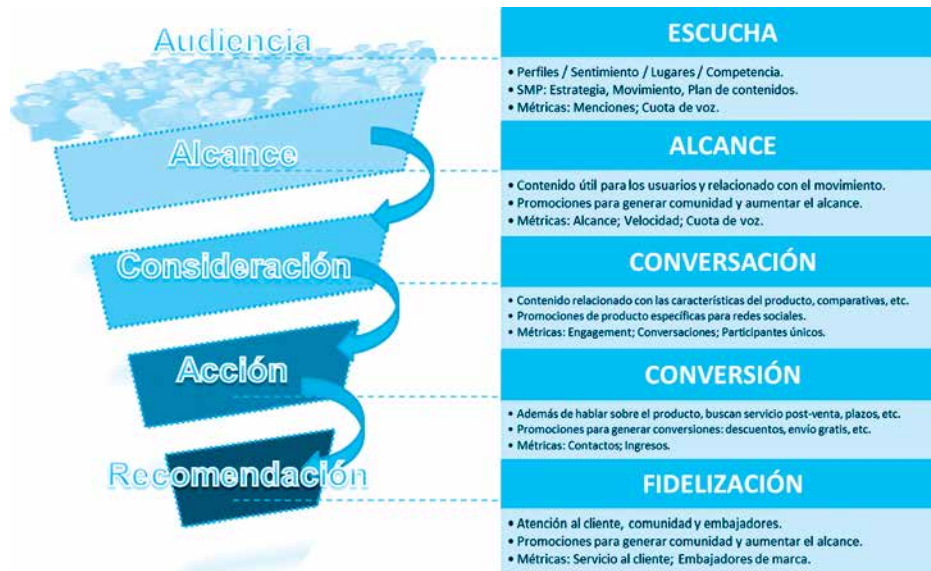 Audiencia
ESCUCHA
• Perfiles / Sentimiento / Lugares / Competencia.
• SMP: Estrategia, Movimiento, Plan de contenidos.
• Métricas: Menciones; Cuota de voz.
Alcance
ALCANCE
• Contenido útil para los usuarios y relacionado con el movimiento.
• Promociones para generar comunidad y aumentar el alcance.
• Métricas: Alcance; Velocidad; Cuota de voz.
Consideración
CONVERSACIÓN
• Contenido relacionado con las características del producto, comparativas, etc.
• Promociones de producto específicas para redes sociales.
• Métricas: Engagement; Conversaciones; Participantes únicos.
Acción
CONVERSIÓN
• Además de hablar sobre el producto, buscan servicio post-venta, plazos, etc.
• Promociones para generar conversiones: descuentos, envío gratis, etc.
• Métricas: Contactos; Ingresos.
Recomendación
FIDELIZACIÓN
• Atención al cliente, comunidad y embajadores.
• Promociones para generar comunidad y aumentar el alcance.
• Métricas: Servicio al cliente; Embajadores de marca.